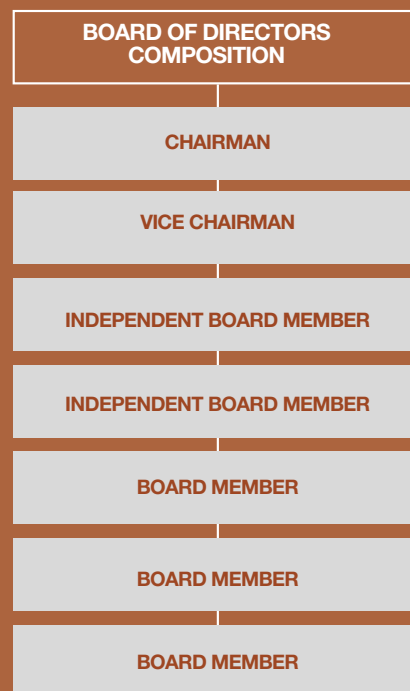 BOARD OF DIRECTORS
COMPOSITION
CHAIRMAN
VICE CHAIRMAN
INDEPENDENT BOARD MEMBER
INDEPENDENT BOARD MEMBER
BOARD MEMBER
BOARD MEMBER
BOARD MEMBER